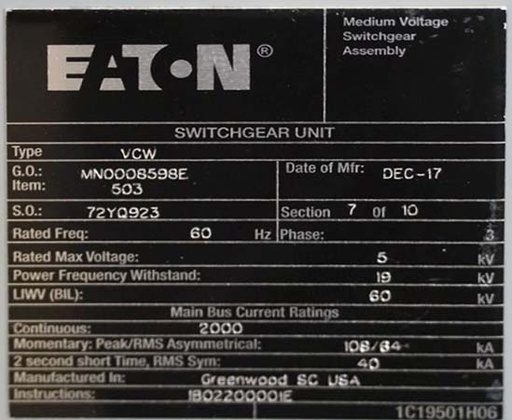 EATON®
Medium Voltage
Switchgear
Assembly
SWITCHGEAR UNIT
Type VCW
G.O.: MN0008598E Date of Mfr: DEC-17
Item: 503
S.O.: 72YQ923 Section 7 Of 10
Rated Freq: 60 Hz Phase: 3
Rated Max Voltage: 5 kV
Power Frequency Withstand: 19 kV
LIWV (BIL): 60 kV
Main Bus Current Ratings
Continuous: 2000
Momentary: Peak/RMS Asymmetrical: 108/64 kA
2 second short Time, RMS Sym: 40 kA
Manufactured In: Greenwood SC USA
Instructions: IB02200001E
1C19501H06